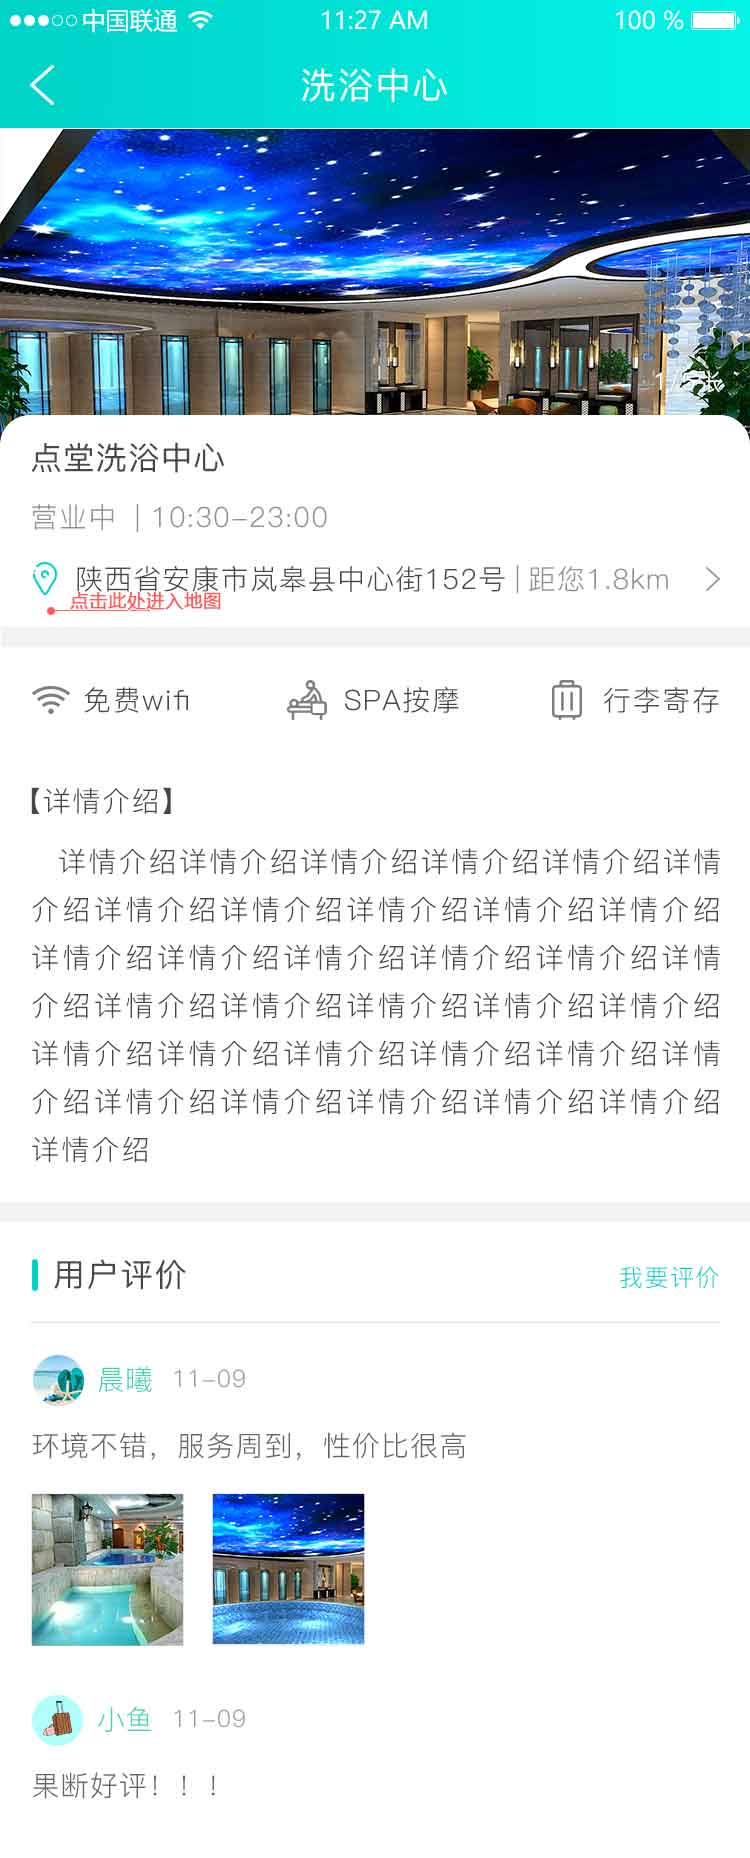 中国联通
11:27 AM
100 %
洗浴中心
1/5张
点堂洗浴中心
营业中 | 10:30-23:00
陕西省安康市岚皋县中心街152号 | 距您1.8km
点击此处进入地图
免费wifi
SPA按摩
行李寄存
【详情介绍】
详情介绍详情介绍详情介绍详情介绍详情介绍详情
介绍详情介绍详情介绍详情介绍详情介绍详情介绍
详情介绍详情介绍详情介绍详情介绍详情介绍详情
介绍详情介绍详情介绍详情介绍详情介绍详情介绍
详情介绍详情介绍详情介绍详情介绍详情介绍详情
介绍详情介绍详情介绍详情介绍详情介绍详情介绍
详情介绍
用户评价
我要评价
晨曦 11-09
环境不错，服务周到，性价比很高
小鱼 11-09
果断好评！！！